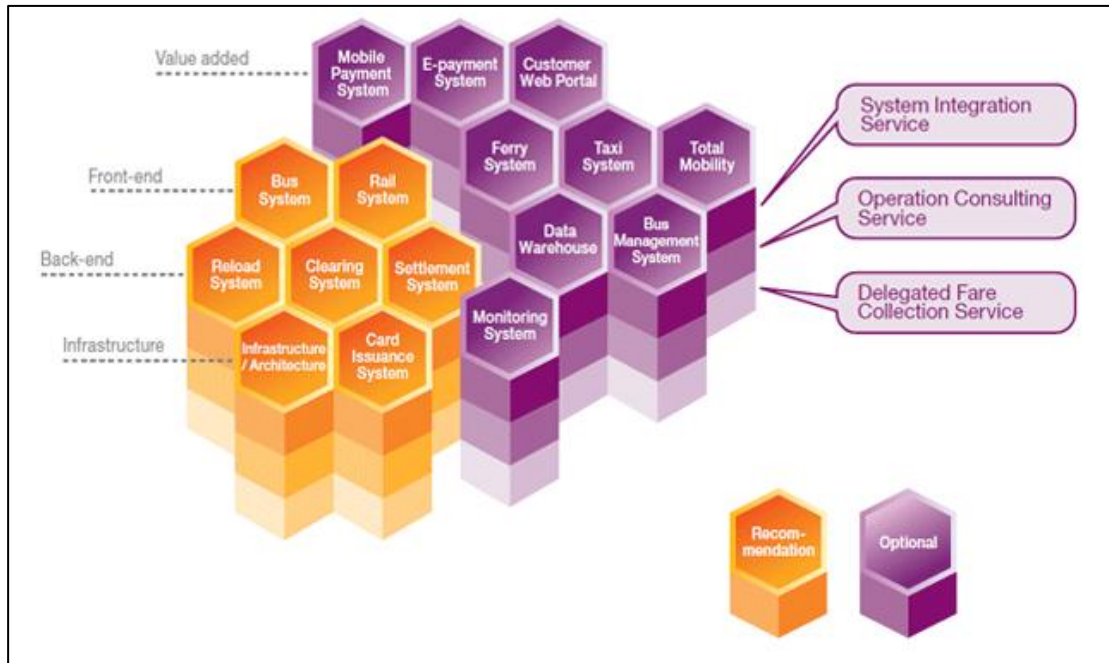 Value added
Mobile
Payment
System
E-payment
System
Customer
Web Portal
System Integration
Service
Front-end
Bus
System
Rail
System
Ferry
System
Taxi
System
Total
Mobility
Operation Consulting
Service
Back-end
Reload
System
Clearing
System
Settlement
System
Data
Warehouse
Bus
Management
System
Delegated Fare
Collection Service
Infrastructure
Infrastructure
/ Architecture
Card
Issuance
System
Monitoring
System
Recom-
mendation
Optional